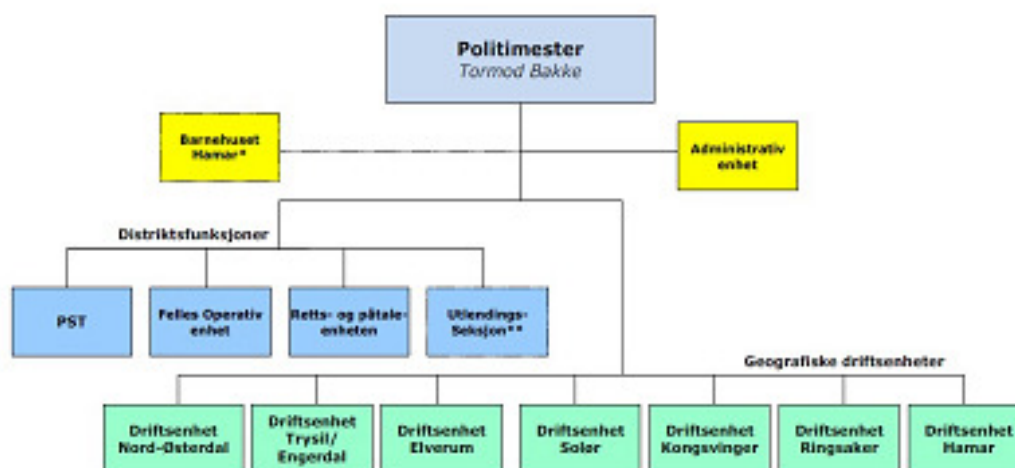 Politimester
Tormod Bakke
Barnehuset
Hamar*
Administrativ
enhet
Distriktsfunksjoner
PST
Felles Operativ
enhet
Retts- og påtale-
enheten
Utlendings-
Seksjon**
Geografiske driftsenheter
Driftsenhet
Nord-Østerdal
Driftsenhet
Trysil/
Engerdal
Driftsenhet
Elverum
Driftsenhet
Solør
Driftsenhet
Kongsvinger
Driftsenhet
Ringsaker
Driftsenhet
Hamar